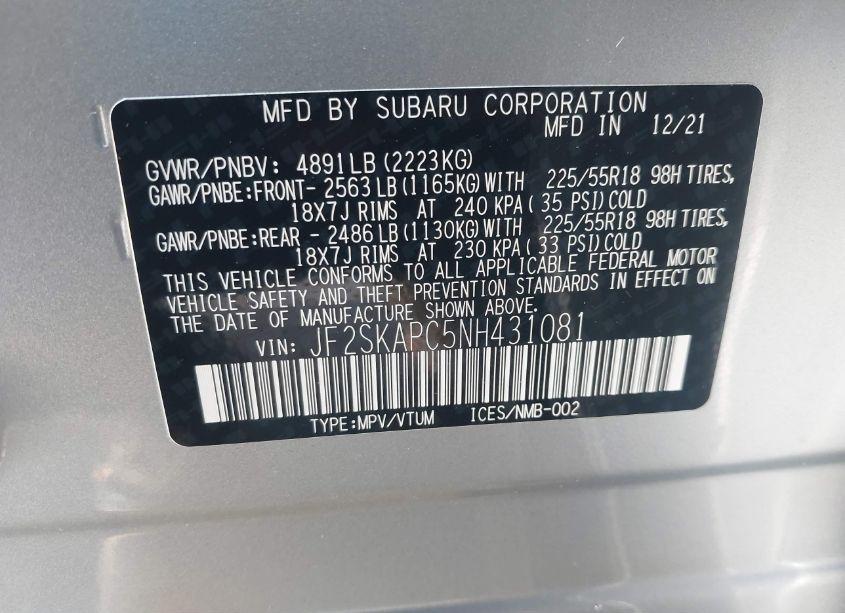 MFD BY SUBARU CORPORATION
MFD IN 12/21
GVWR/PNBV: 4891LB(2223KG)
GAWR/PNBE:FRONT- 2563LB(1165KG)WITH 225/55R18 98H TIRES,
18X7J RIMS AT 240 KPA( 35 PSI)COLD
GAWR/PNBE:REAR - 2486LB(1130KG)WITH 225/55R18 98H TIRES,
18X7J RIMS AT 230 KPA(33 PSI)COLD
THIS VEHICLE CONFORMS TO ALL APPLICABLE FEDERAL MOTOR
VEHICLE SAFETY AND THEFT PREVENTION STANDARDS IN EFFECT ON
THE DATE OF MANUFACTURE SHOWN ABOVE.
VIN: JF2SKAPC5NH431081
TYPE:MPV/VTUM ICES/NMB-002